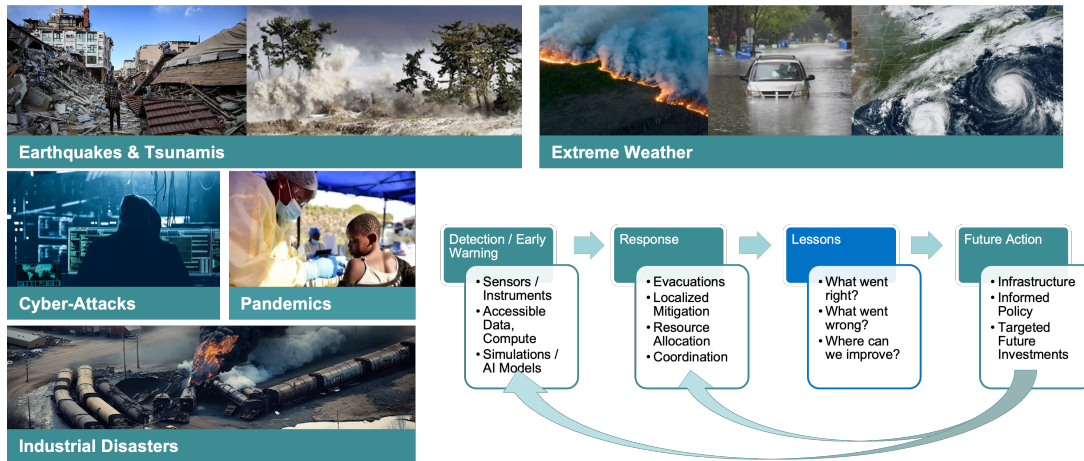 Earthquakes & Tsunamis
Extreme Weather
Cyber-Attacks
Pandemics
Industrial Disasters
Detection / Early
Warning
• Sensors /
Instruments
• Accessible
Data,
Compute
• Simulations /
AI Models
Response
• Evacuations
• Localized
Mitigation
• Resource
Allocation
• Coordination
Lessons
• What went
right?
• What went
wrong?
• Where can
we improve?
Future Action
• Infrastructure
• Informed
Policy
• Targeted
Future
Investments